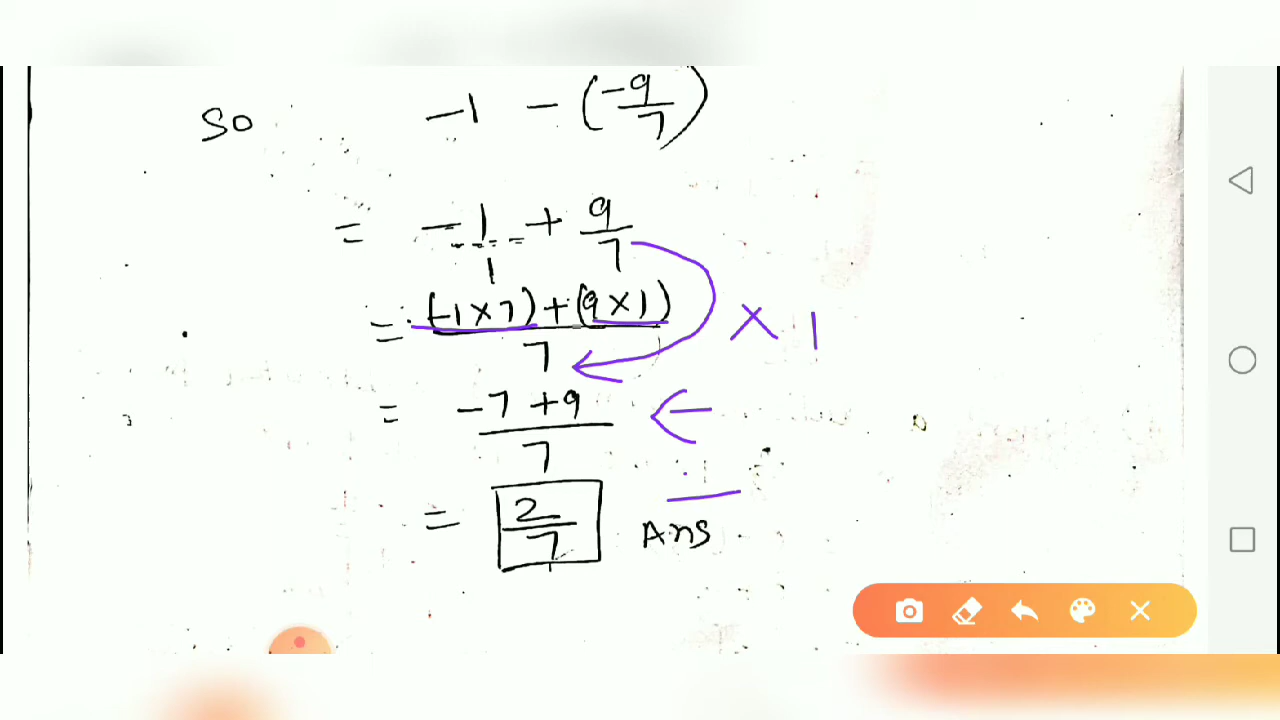 So -1 - (-9/7)
= -1/1 + 9/7
= (-1×7)+(9×1)/7 × 1
= -7+9/7
= 2/7 Ans